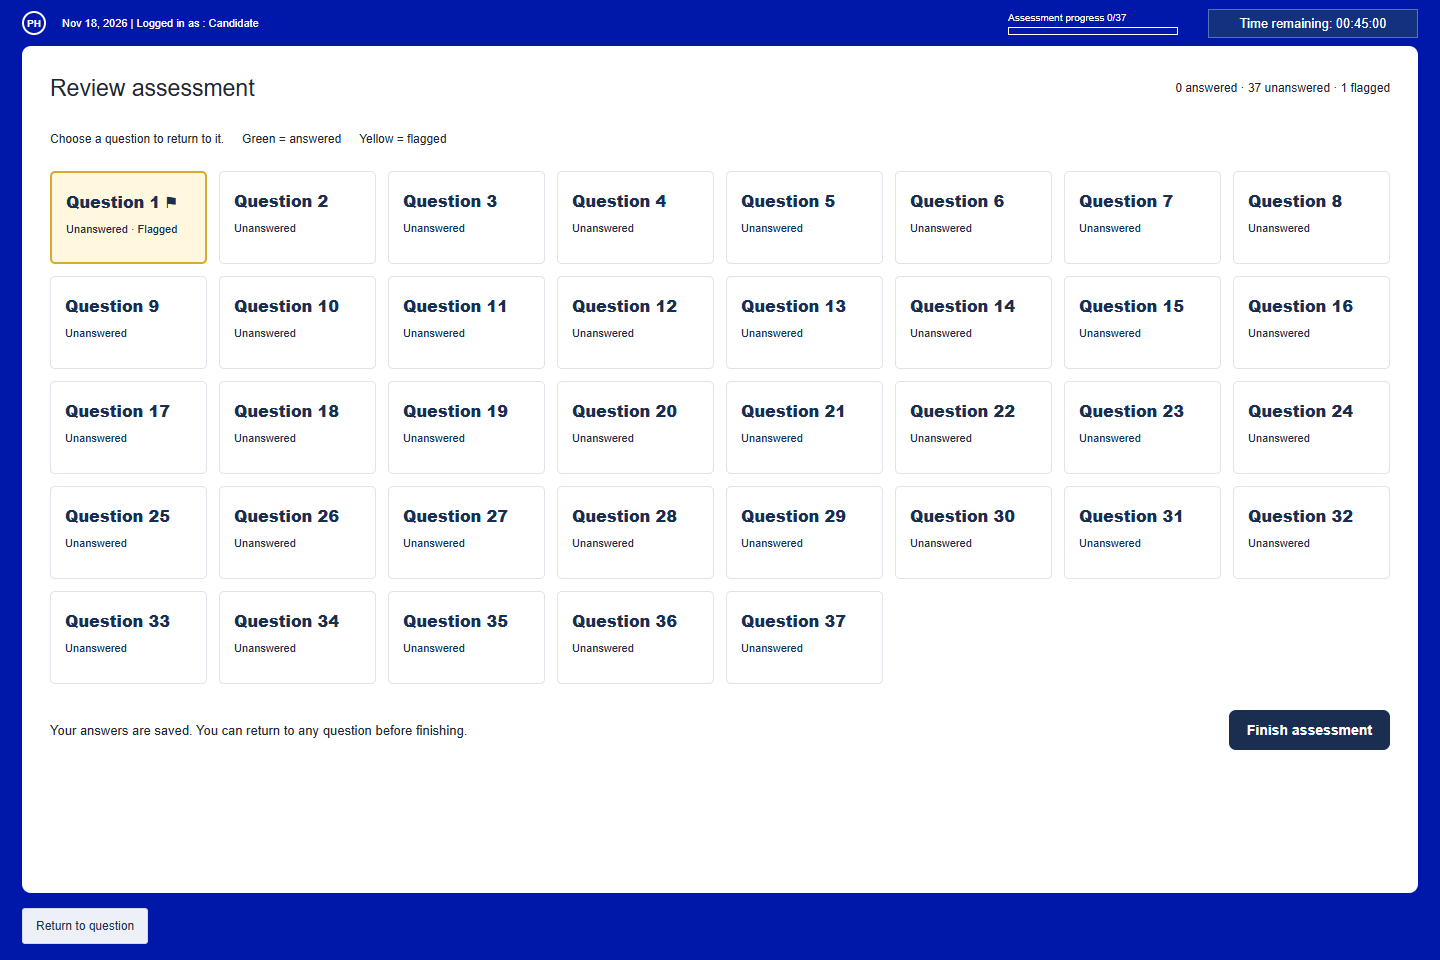 PH
Nov 18, 2026 | Logged in as : Candidate
Assessment progress 0/37
Time remaining: 00:45:00
Review assessment
0 answered · 37 unanswered · 1 flagged
Choose a question to return to it.
Green = answered
Yellow = flagged
Question 1
Unanswered · Flagged
Question 2
Unanswered
Question 3
Unanswered
Question 4
Unanswered
Question 5
Unanswered
Question 6
Unanswered
Question 7
Unanswered
Question 8
Unanswered
Question 9
Unanswered
Question 10
Unanswered
Question 11
Unanswered
Question 12
Unanswered
Question 13
Unanswered
Question 14
Unanswered
Question 15
Unanswered
Question 16
Unanswered
Question 17
Unanswered
Question 18
Unanswered
Question 19
Unanswered
Question 20
Unanswered
Question 21
Unanswered
Question 22
Unanswered
Question 23
Unanswered
Question 24
Unanswered
Question 25
Unanswered
Question 26
Unanswered
Question 27
Unanswered
Question 28
Unanswered
Question 29
Unanswered
Question 30
Unanswered
Question 31
Unanswered
Question 32
Unanswered
Question 33
Unanswered
Question 34
Unanswered
Question 35
Unanswered
Question 36
Unanswered
Question 37
Unanswered
Your answers are saved. You can return to any question before finishing.
Finish assessment
Return to question